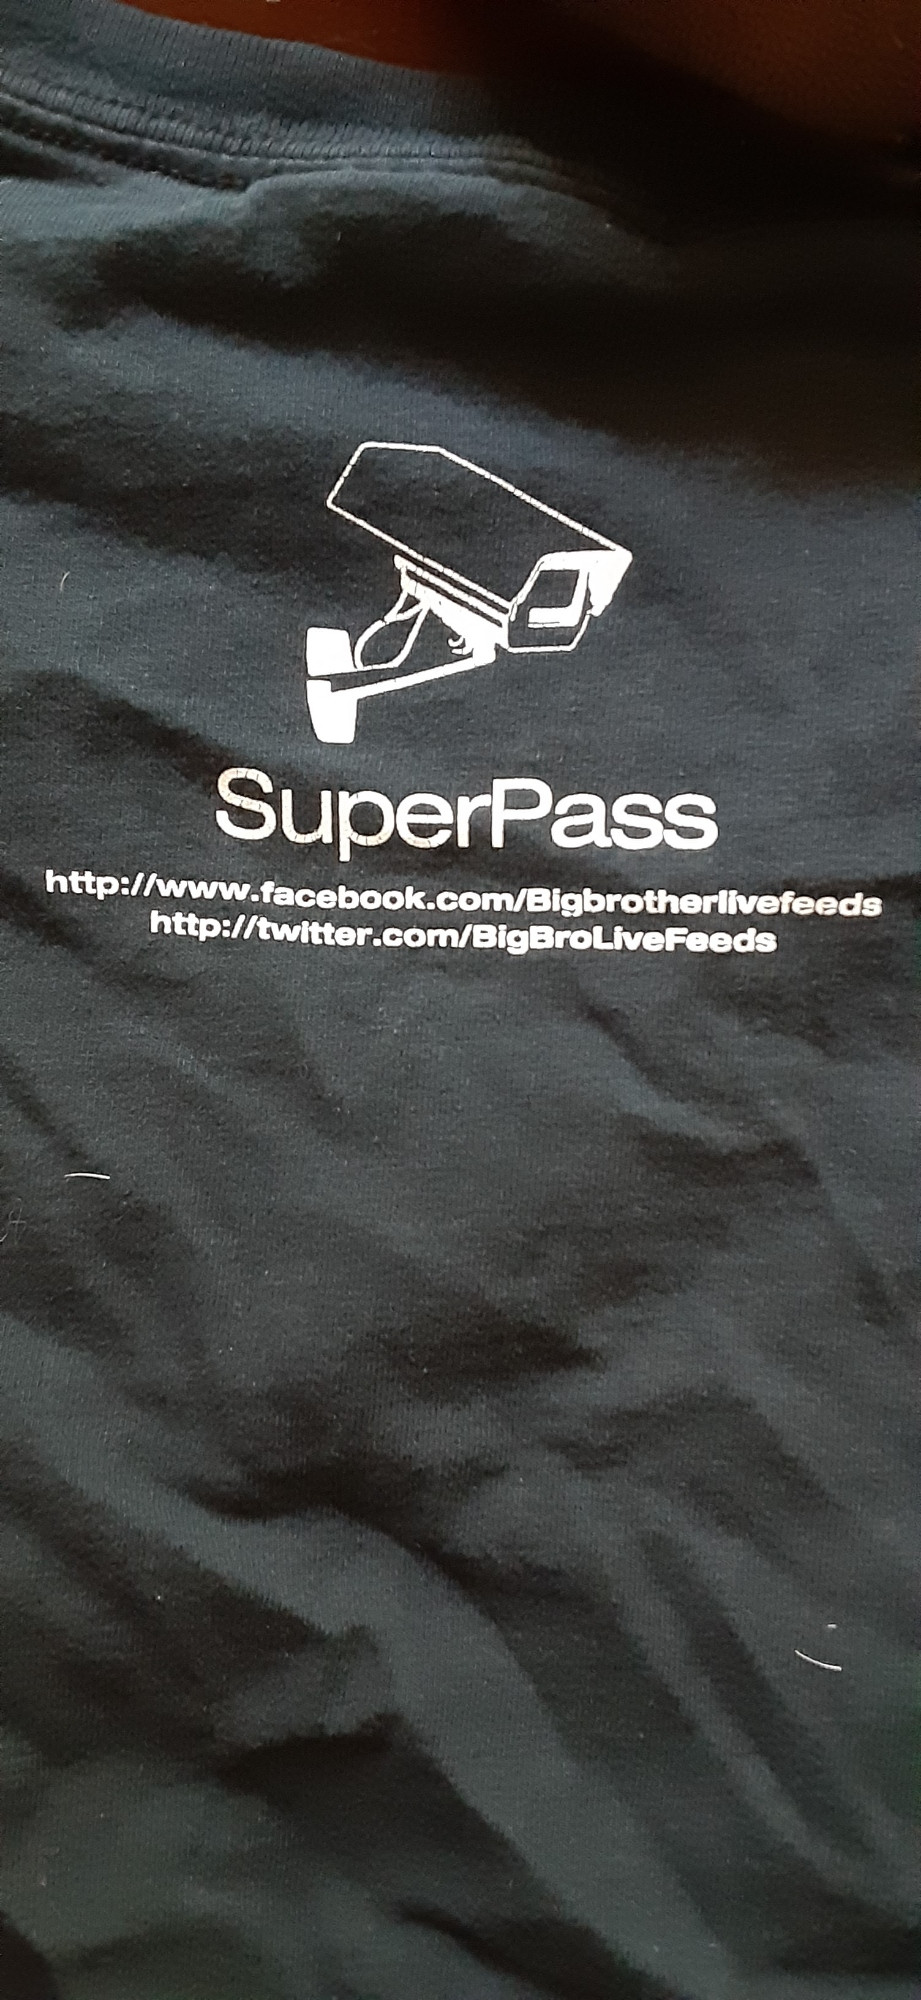 SuperPass
http://www.facebook.com/Bigbrotherlivefeeds
http://twitter.com/BigBroLiveFeeds